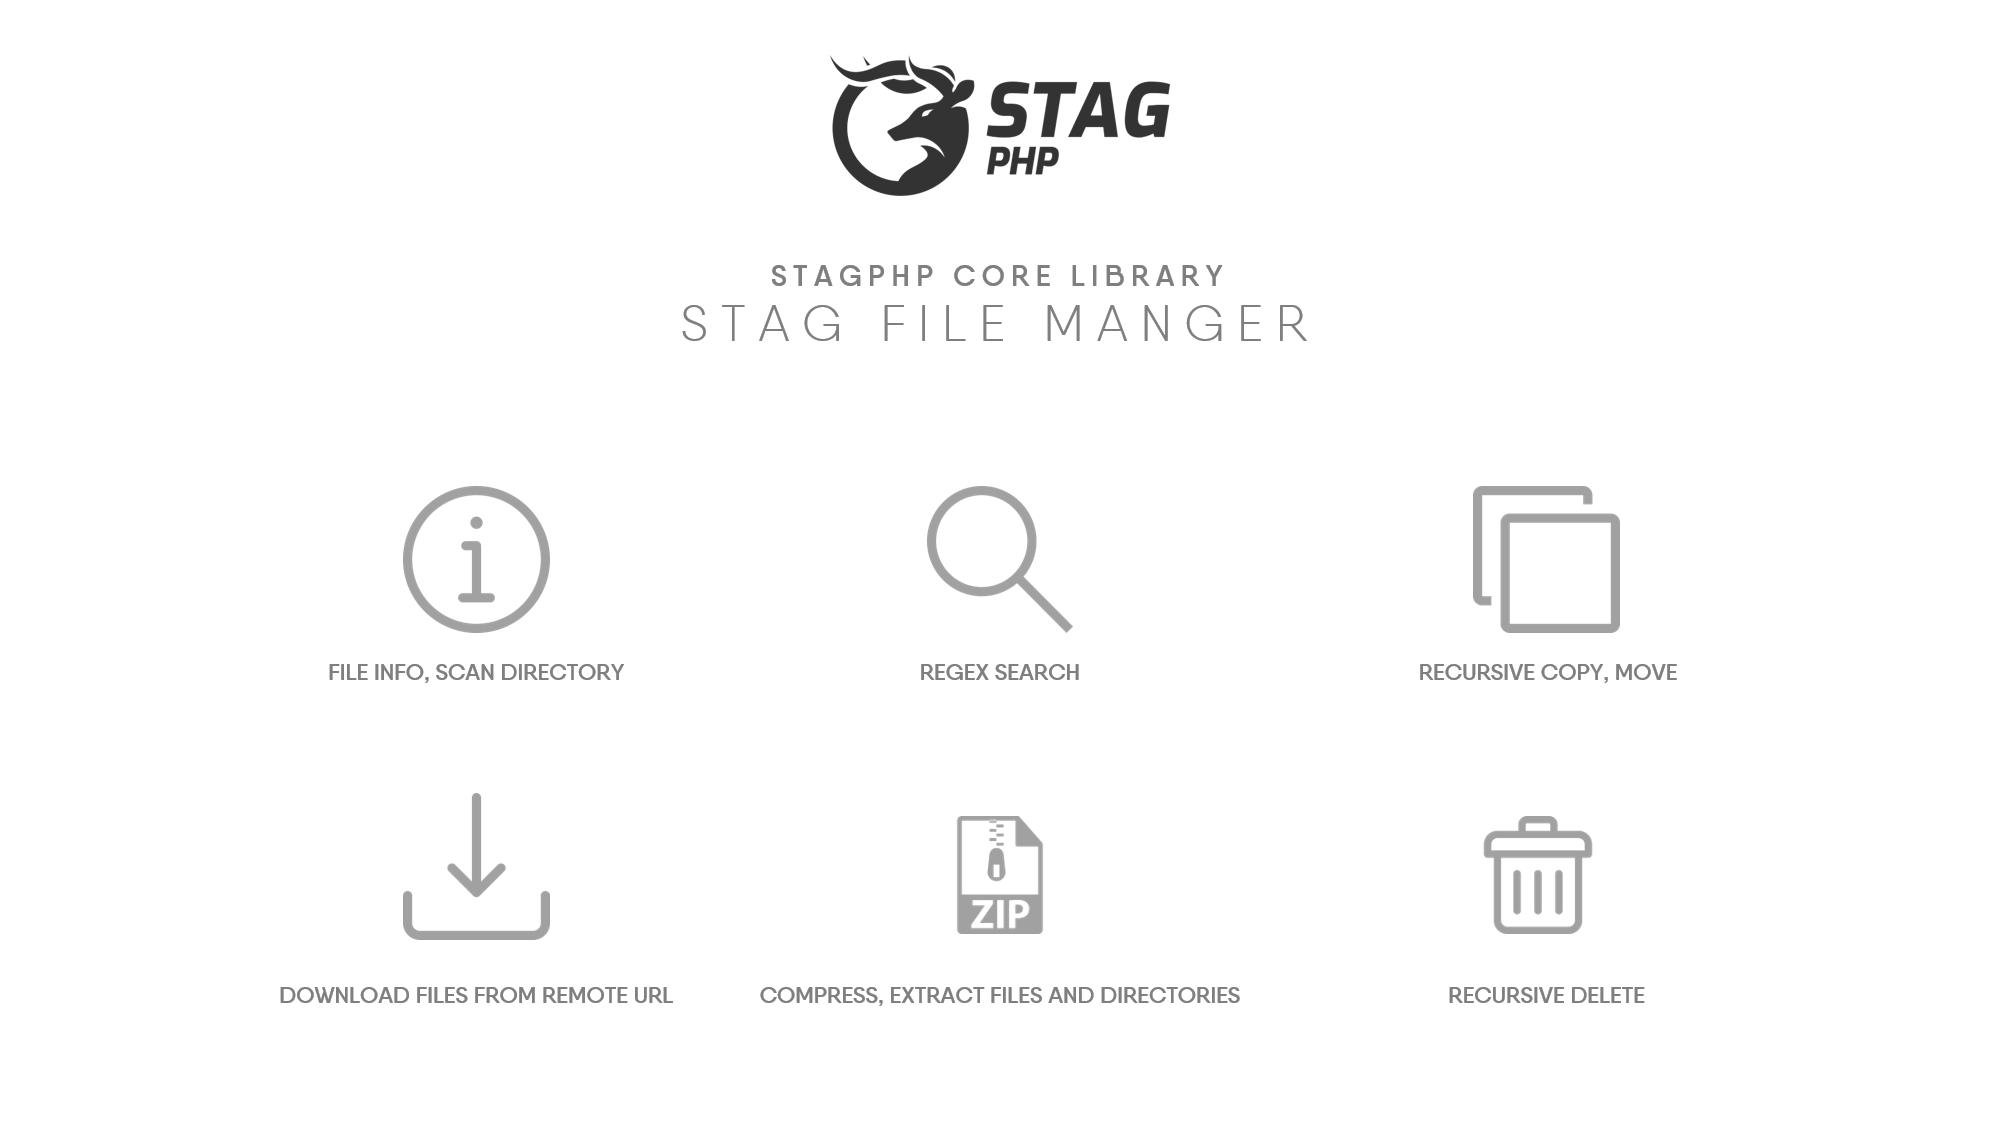 STAG
PHP
STAGPHP CORE LIBRARY
STAG FILE MANGER
FILE INFO, SCAN DIRECTORY
REGEX SEARCH
RECURSIVE COPY, MOVE
ZIP
DOWNLOAD FILES FROM REMOTE URL
COMPRESS, EXTRACT FILES AND DIRECTORIES
RECURSIVE DELETE